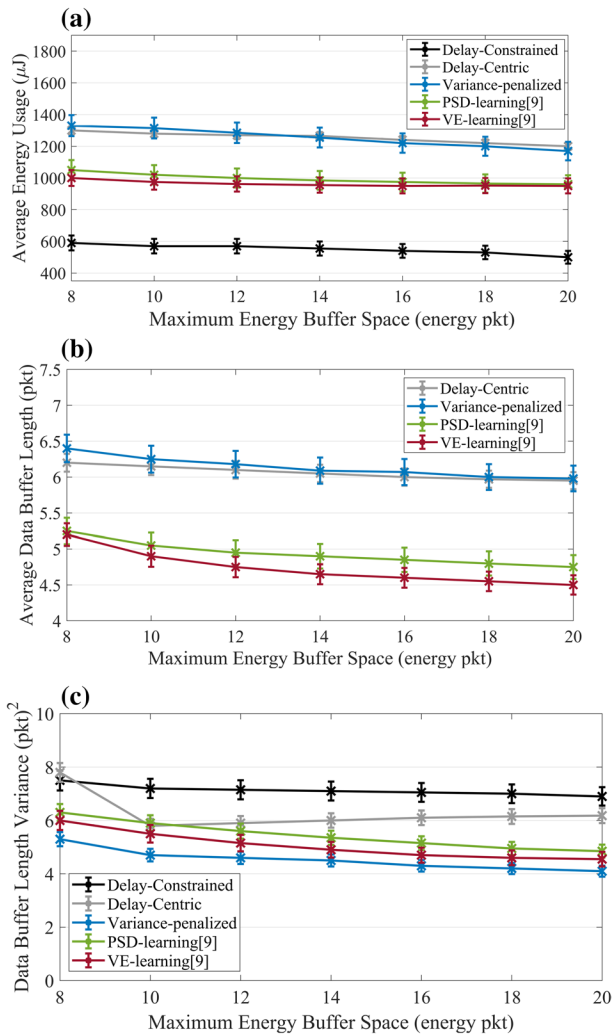 (a)
Average Energy Usage (μJ)
1800
1600
1400
1200
1000
800
600
400
Delay-Constrained
Delay-Centric
Variance-penalized
PSD-learning[9]
VE-learning[9]
8 10 12 14 16 18 20
Maximum Energy Buffer Space (energy pkt)
(b)
Average Data Buffer Length (pkt)
7.5
7
6.5
6
5.5
5
4.5
4
Delay-Centric
Variance-penalized
PSD-learning[9]
VE-learning[9]
8 10 12 14 16 18 20
Maximum Energy Buffer Space (energy pkt)
(c)
Data Buffer Length Variance (pkt)²
10
8
6
4
2
0
Delay-Constrained
Delay-Centric
Variance-penalized
PSD-learning[9]
VE-learning[9]
8 10 12 14 16 18 20
Maximum Energy Buffer Space (energy pkt)